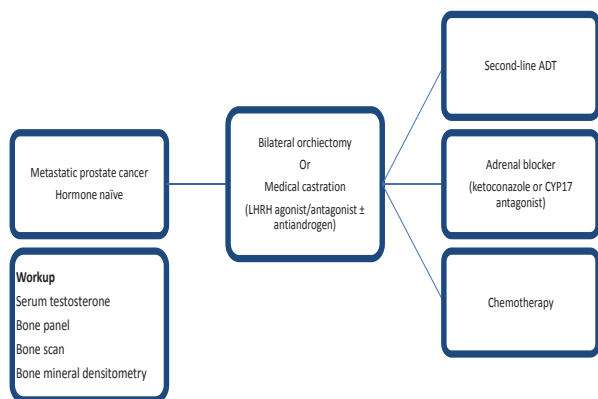 Metastatic prostate cancer
Hormone naïve
Workup
Serum testosterone
Bone panel
Bone scan
Bone mineral densitometry
Bilateral orchiectomy
Or
Medical castration
(LHRH agonist/antagonist ±
antiandrogen)
Second-line ADT
Adrenal blocker
(ketoconazole or CYP17
antagonist)
Chemotherapy